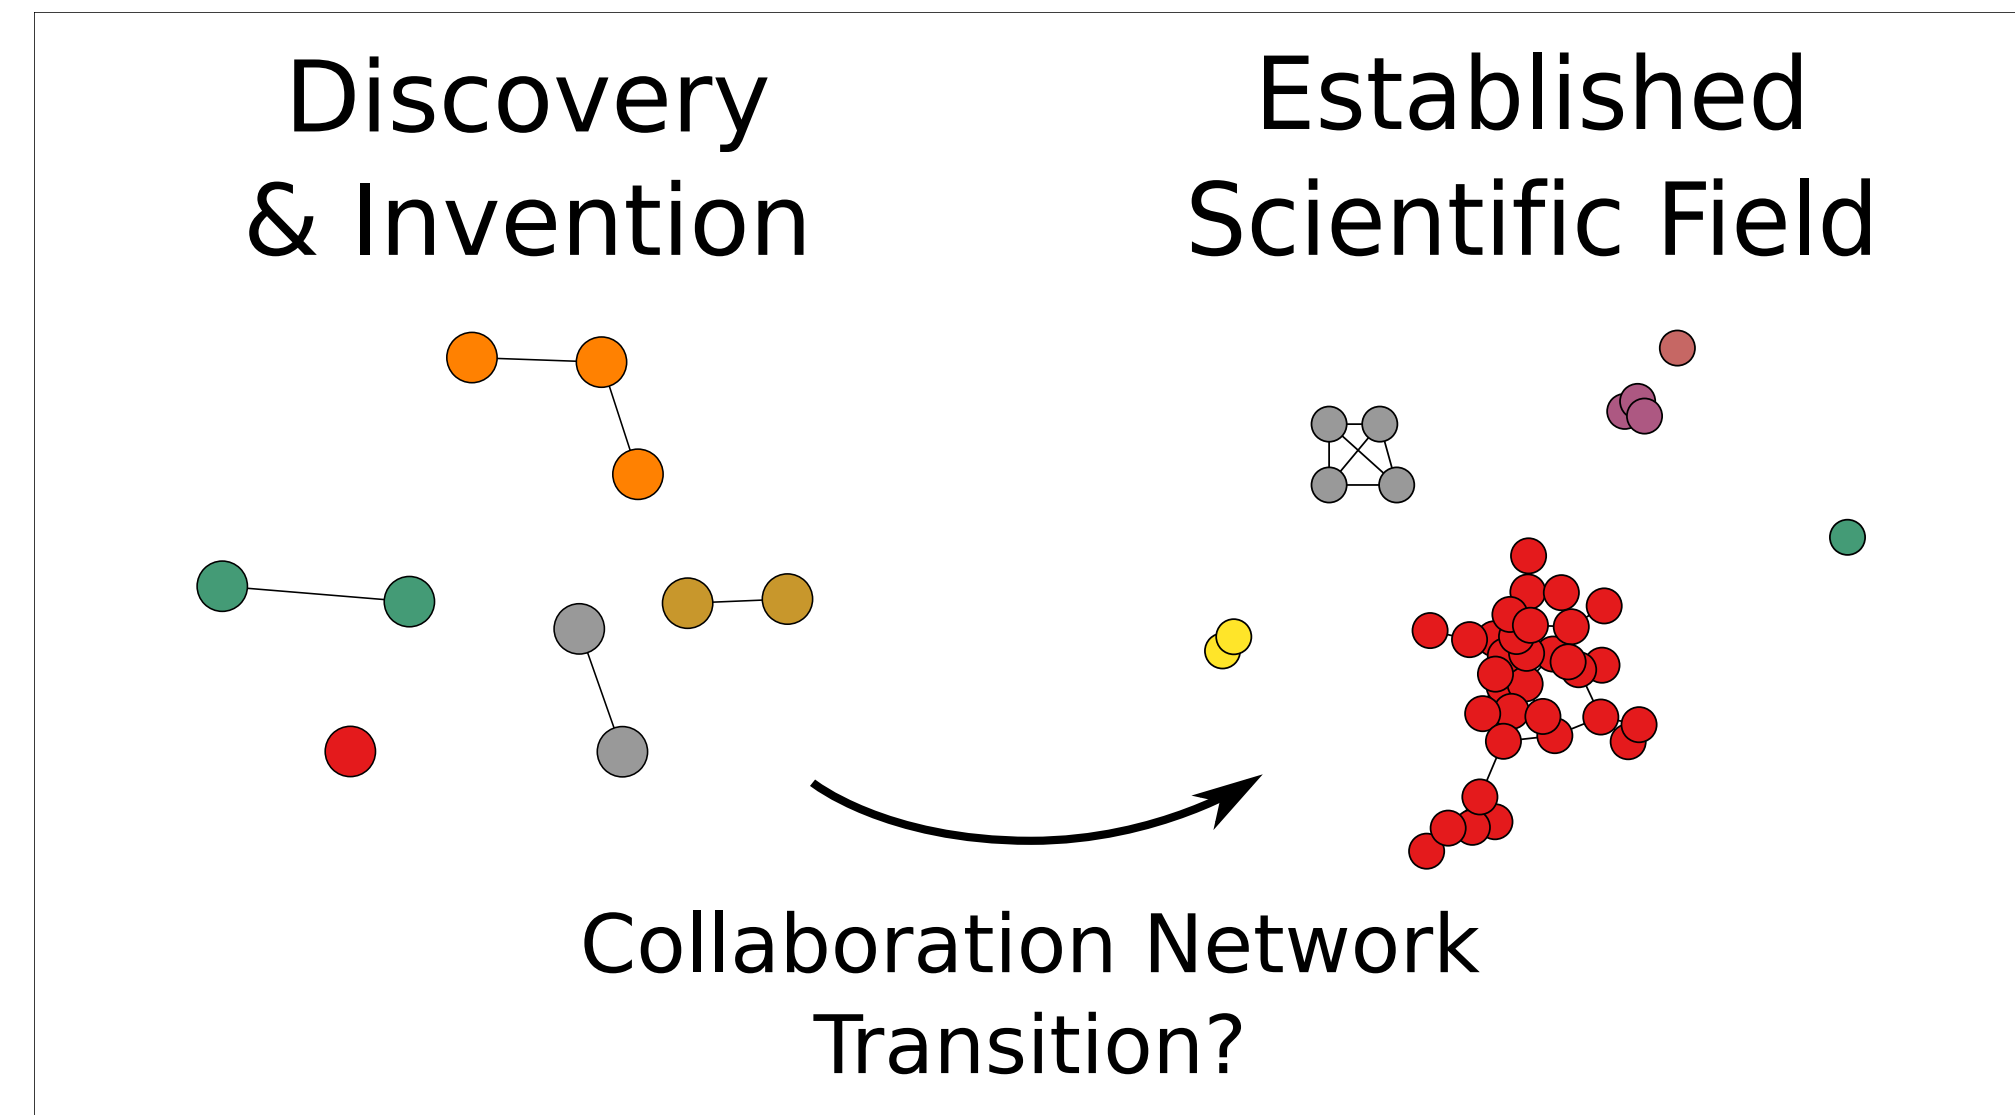 Discovery
& Invention
Established
Scientific Field
Collaboration Network
Transition?